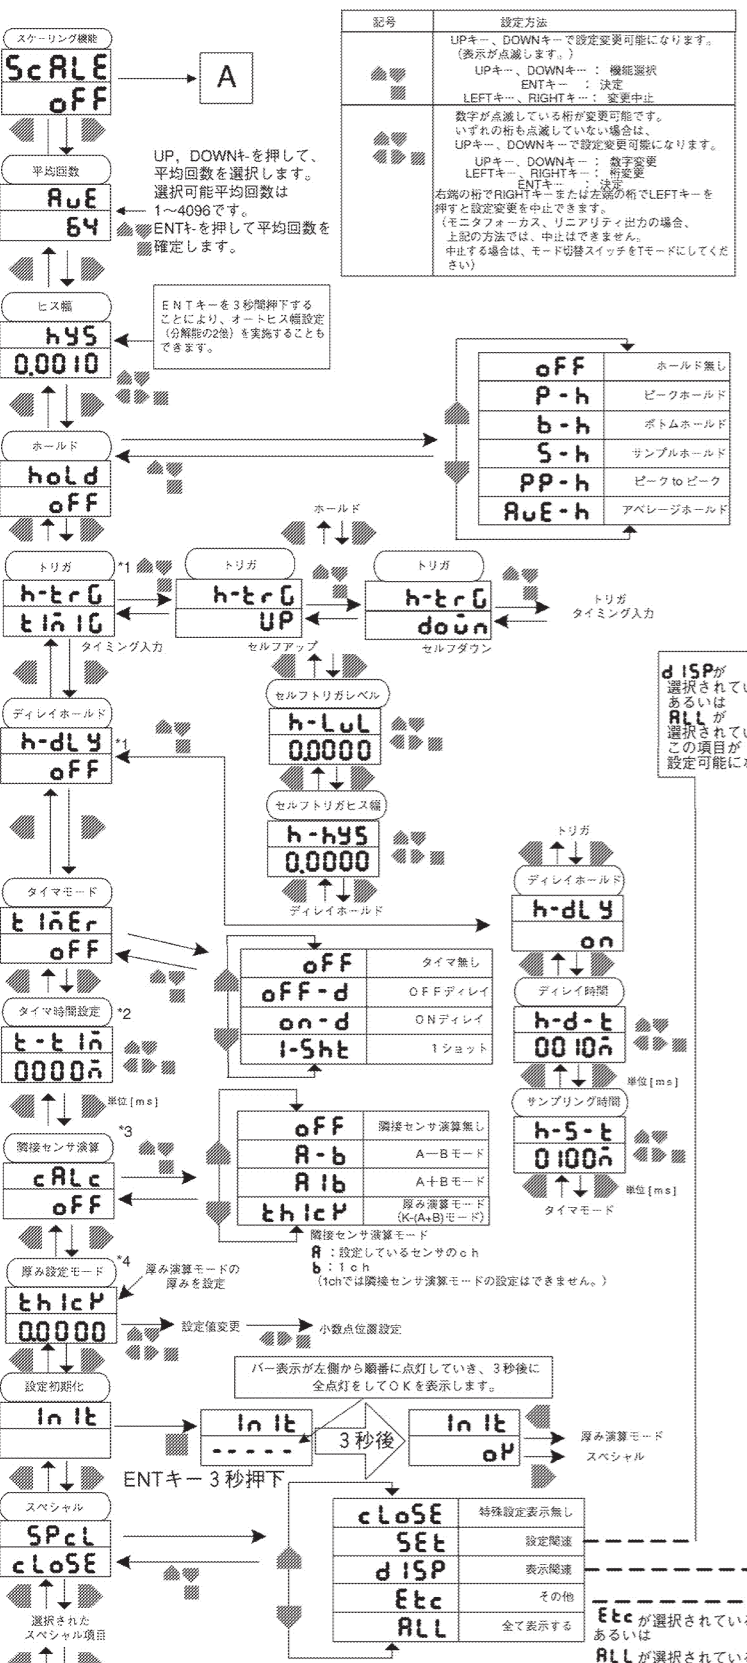 スケーリング機能
ScALE
oFF
A
記号
設定方法
UPキー、DOWNキーで設定変更可能になります。
(表示が点滅します。)
UPキー、DOWNキー： 機能選択
ENTキー ： 決定
LEFTキー、RIGHTキー： 変更中止
数字が点滅している桁が変更可能です。
いずれの桁も点滅していない場合は、
UPキー、DOWNキーで設定変更可能になります。
UPキー、DOWNキー： 数字変更
LEFTキー、RIGHTキー： 桁変更
ENTキー ： 決定
右端の桁でRIGHTキーまたは左端の桁でLEFTキーを
押すと設定変更を中止できます。
(モニタフォーカス、リニアリティ出力の場合、
上記の方法では、中止はできません。
中止する場合は、モード切替スイッチをTモードにしてくだ
さい)
平均回数
AvE
64
UP，DOWNｷｰを押して、
平均回数を選択します。
選択可能平均回数は
1～4096です。
ENTｷｰを押して平均回数を
確定します。
ヒス幅
hYS
0.0010
ＥＮＴキーを３秒間押下する
ことにより、オートヒス幅設定
(分解能の2倍)を実施することも
できます。
oFF ホールド無し
P-h ピークホールド
b-h ボトムホールド
S-h サンプルホールド
PP-h ピーク to ピーク
AvE-h アベレージホールド
ホールド
hoLd
oFF
ホールド
トリガ
*1
h-trG
tIñIG
タイミング入力
トリガ
h-trG
UP
セルフアップ
トリガ
h-trG
doūn
セルフダウン
トリガ
タイミング入力
セルフトリガレベル
h-LvL
0.0000
セルフトリガヒス幅
h-hYS
0.0000
ディレイホールド
dISPが
選択されてい
あるいは
ALL が
選択されてい
この項目が
設定可能にな
ディレイホールド
h-dLY
*1
oFF
トリガ
ディレイホールド
h-dLY
on
ディレイ時間
h-d-t
0010ñ
単位[ms]
サンプリング時間
h-S-t
0100ñ
単位[ms]
タイマモード
タイマモード
tIñEr
oFF
oFF タイマ無し
oFF-d ＯＦＦディレイ
on-d ＯＮディレイ
1-Sht １ショット
タイマ時間設定
*2
t-tIñ
0000ñ
単位[ms]
隣接センサ演算
*3
cALc
oFF
oFF 隣接センサ演算無し
A-b A－Bモード
AIb A＋Bモード
thIcK 厚み演算モード
(K-(A+B)モード)
隣接センサ演算モード
A：設定しているセンサのｃｈ
b：１ｃｈ
(1chでは隣接センサ演算モードの設定はできません。)
厚み設定モード
*4
thIcK
0.0000
厚み演算モードの
厚みを設定
設定値変更
小数点位置設定
設定初期化
InIt
バー表示が左側から順番に点灯していき、３秒後に
全点灯をしてＯＫを表示します。
InIt
-----
３秒後
InIt
oK
厚み演算モード
スペシャル
ENTキー３秒押下
スペシャル
SPcL
cLoSE
cLoSE 特殊設定表示無し
SEt 設定関連
dISP 表示関連
Etc その他
ALL 全て表示する
選択された
スペシャル項目
Etcが選択されている
あるいは
ALLが選択されている